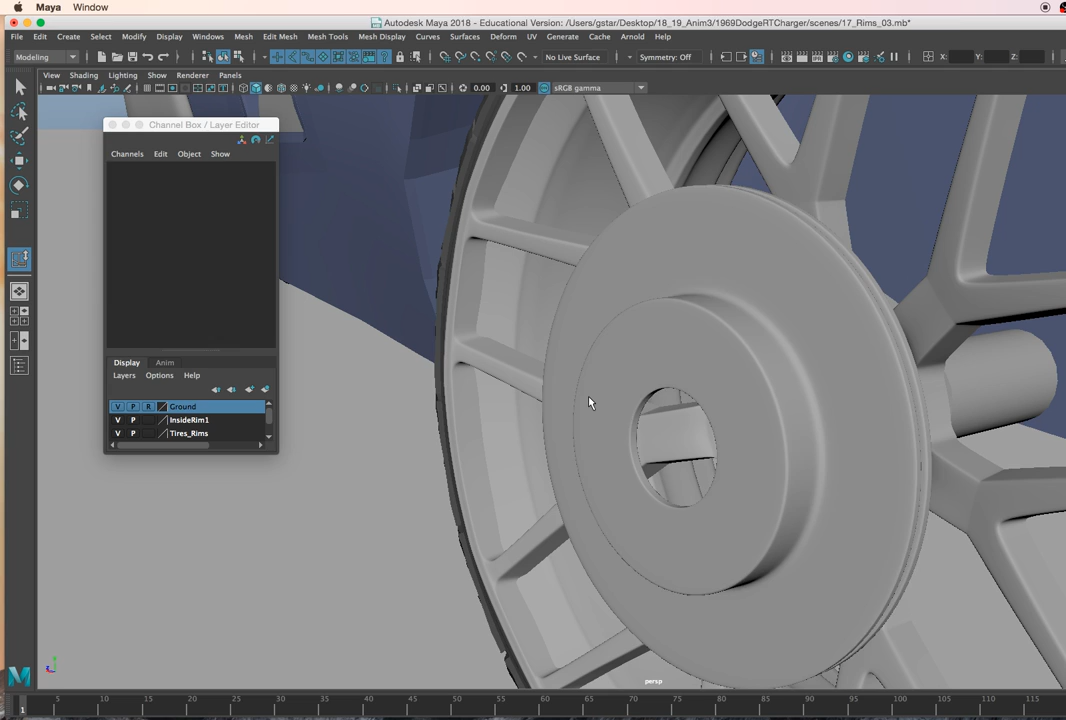 Maya Window
Autodesk Maya 2018 - Educational Version: /Users/gstar/Desktop/18_19_Anim3/1969DodgeRTCharger/scenes/17_Rims_03.mb*
File Edit Create Select Modify Display Windows Mesh Edit Mesh Mesh Tools Mesh Display Curves Surfaces Deform UV Generate Cache Arnold Help
Modeling No Live Surface Symmetry: Off X: Y: Z:
View Shading Lighting Show Renderer Panels
0.00 1.00 sRGB gamma
Channel Box / Layer Editor
Channels Edit Object Show
Display Anim
Layers Options Help
V P R Ground
V P InsideRim1
V P Tires_Rims
persp
1 5 10 15 20 25 30 35 40 45 50 55 60 65 70 75 80 85 90 95 100 105 110 115